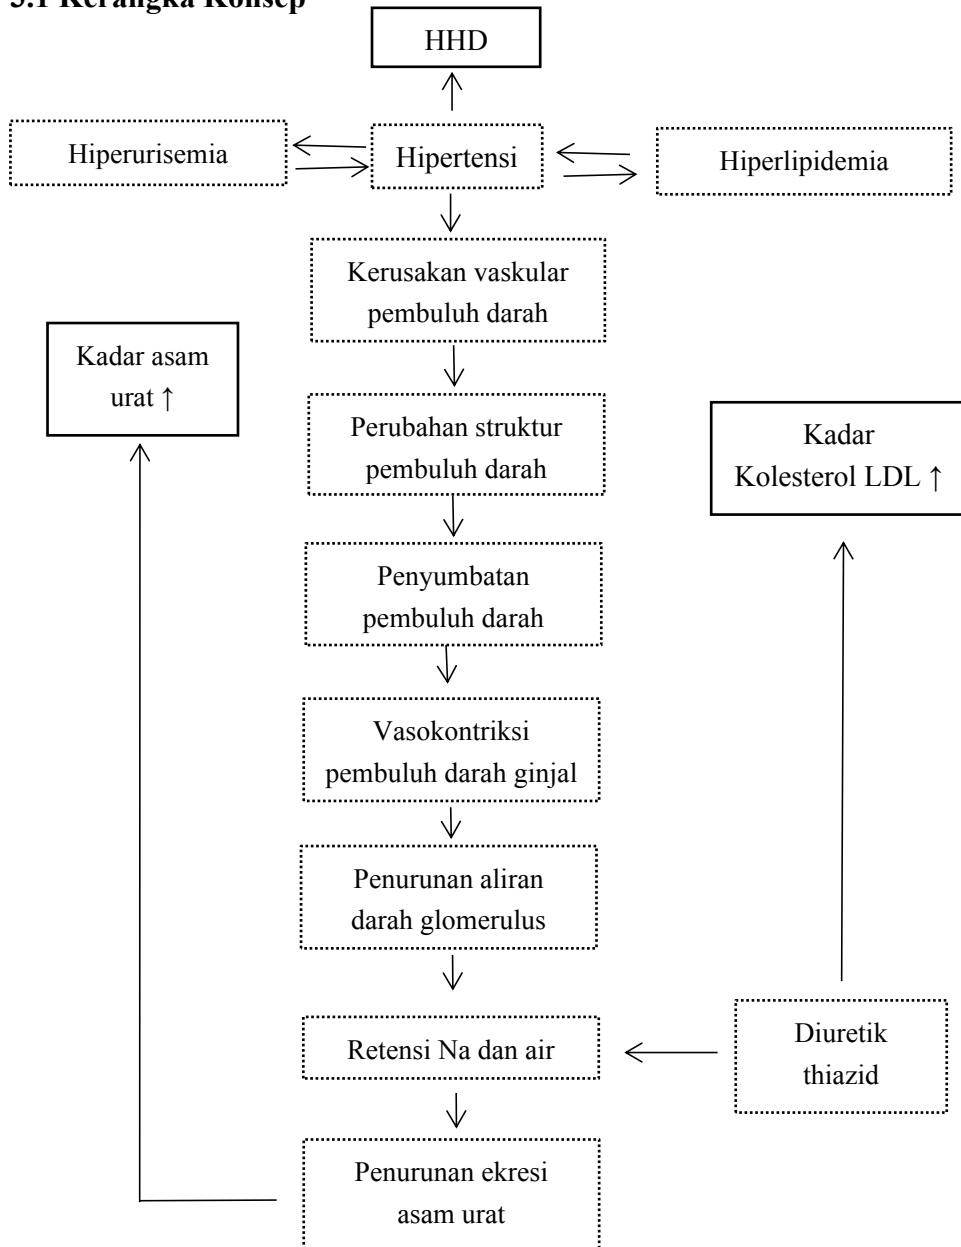 3.1 Kerangka Konsep
HHD
Hiperurisemia
Hipertensi
Hiperlipidemia
Kerusakan vaskular
pembuluh darah
Kadar asam
urat ↑
Perubahan struktur
pembuluh darah
Kadar
Kolesterol LDL ↑
Penyumbatan
pembuluh darah
Vasokontriksi
pembuluh darah ginjal
Penurunan aliran
darah glomerulus
Retensi Na dan air
Diuretik
thiazid
Penurunan ekresi
asam urat